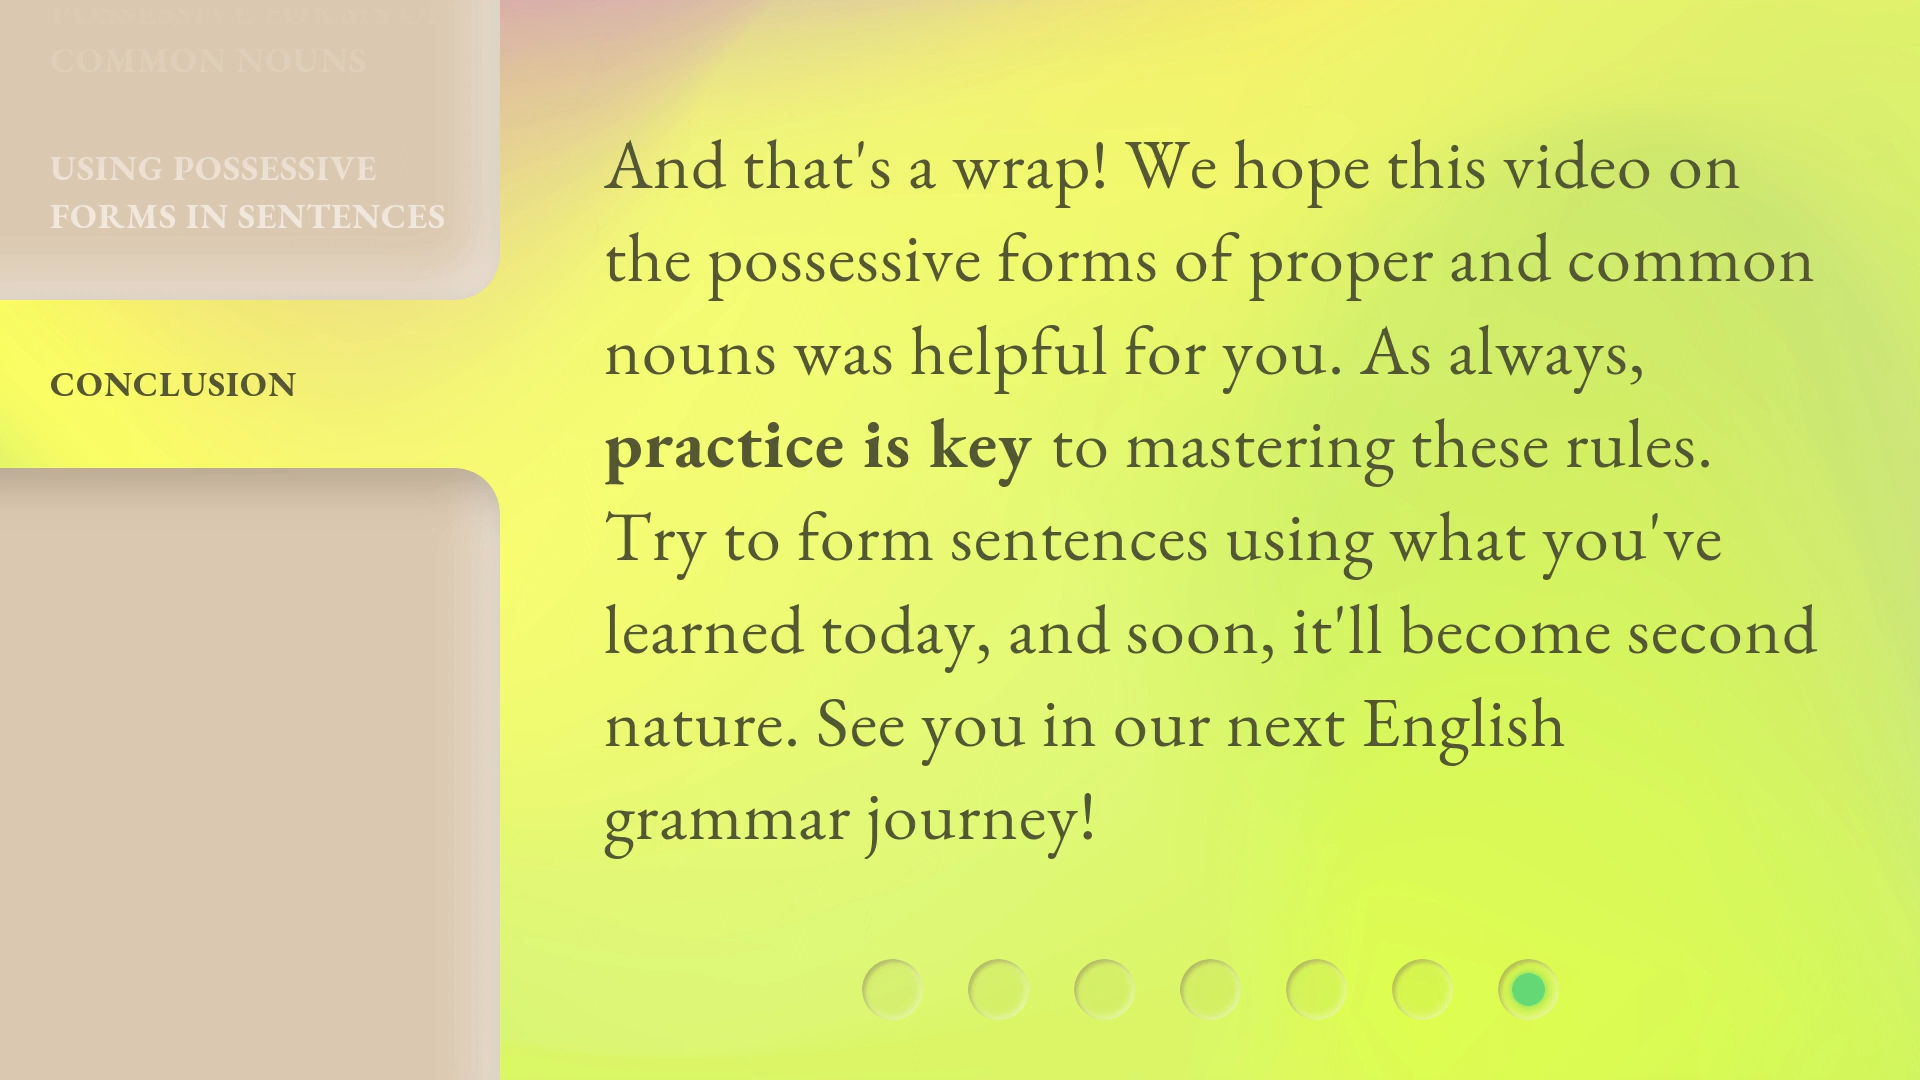 POSSESSIVE FORMS OF
COMMON NOUNS
USING POSSESSIVE
FORMS IN SENTENCES
CONCLUSION
And that's a wrap! We hope this video on
the possessive forms of proper and common
nouns was helpful for you. As always,
practice is key to mastering these rules.
Try to form sentences using what you've
learned today, and soon, it'll become second
nature. See you in our next English
grammar journey!